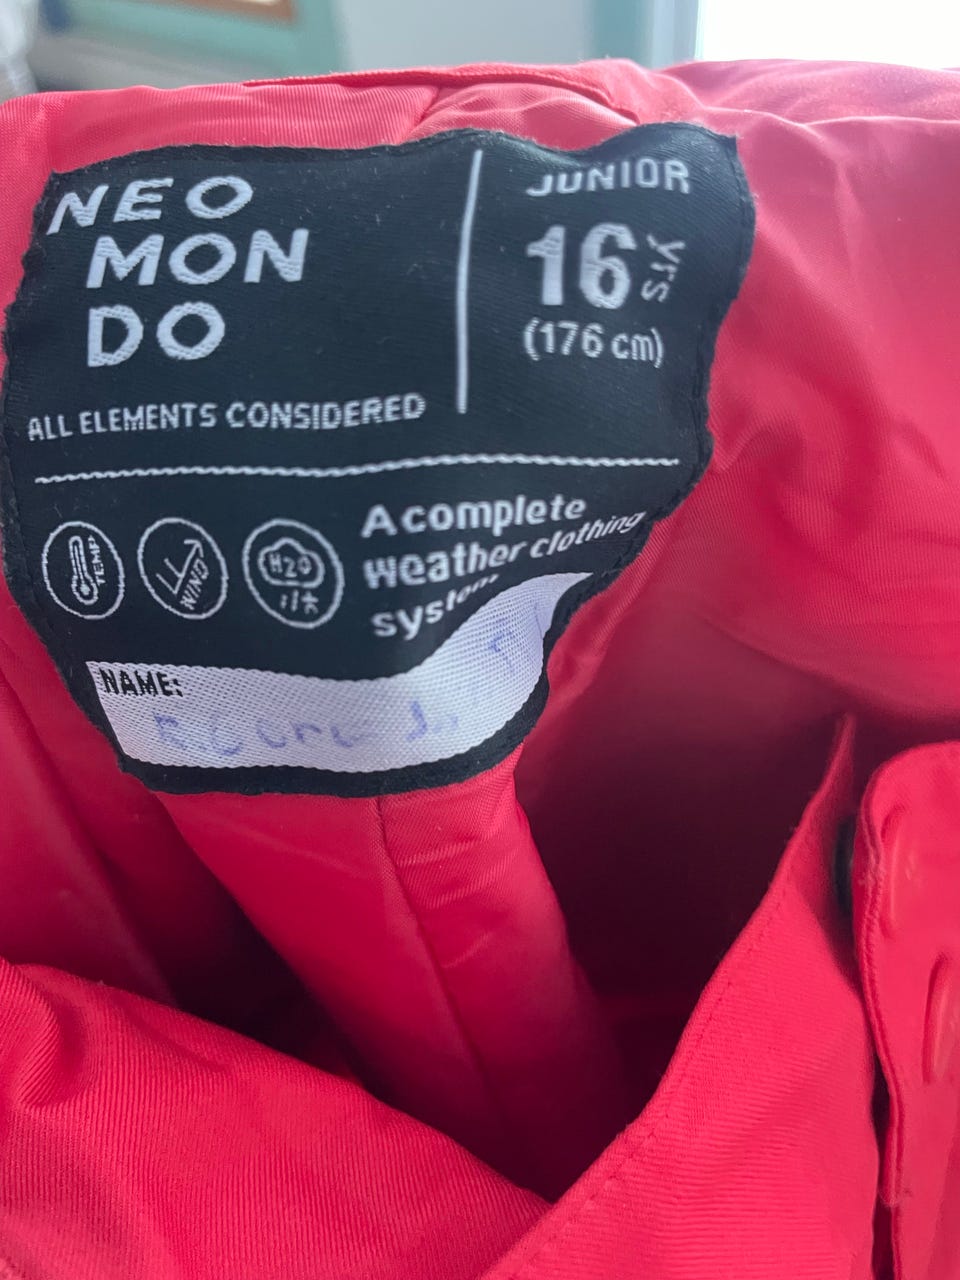 NEO
MON
DO
ALL ELEMENTS CONSIDERED
JUNIOR
16 yrs
(176 cm)
TEMP
WIND
H2O
A complete
weather clothing
system
NAME: